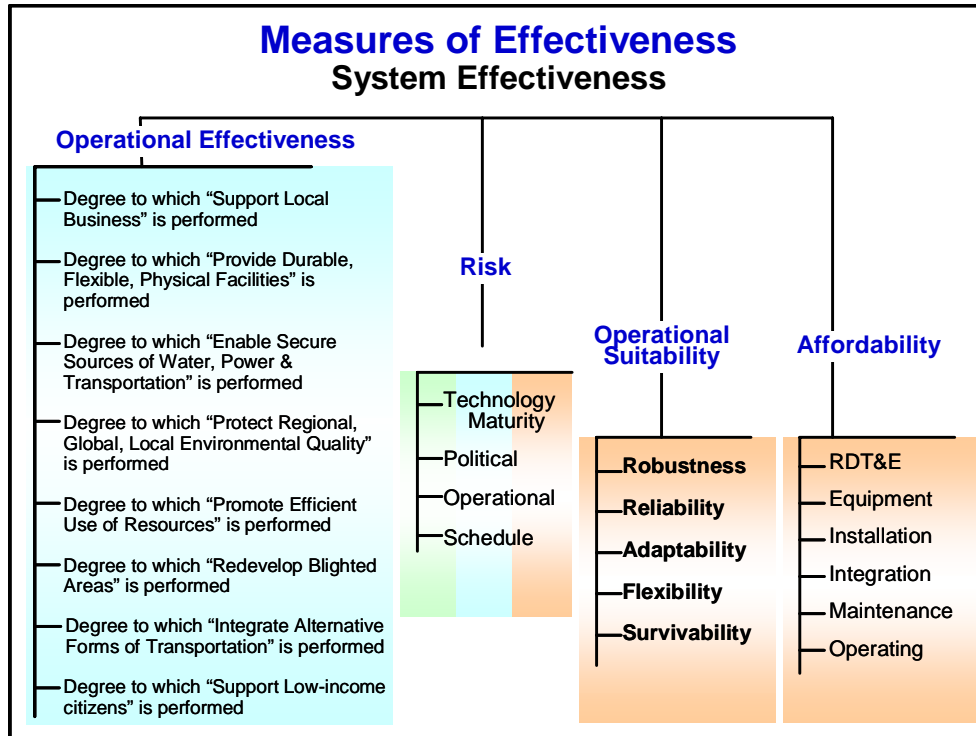 Measures of Effectiveness
System Effectiveness
Operational Effectiveness
Degree to which “Support Local
Business” is performed
Degree to which “Provide Durable,
Flexible, Physical Facilities” is
performed
Degree to which “Enable Secure
Sources of Water, Power &
Transportation” is performed
Degree to which “Protect Regional,
Global, Local Environmental Quality”
is performed
Degree to which “Promote Efficient
Use of Resources” is performed
Degree to which “Redevelop Blighted
Areas” is performed
Degree to which “Integrate Alternative
Forms of Transportation” is performed
Degree to which “Support Low-income
citizens” is performed
Risk
Technology
Maturity
Political
Operational
Schedule
Operational
Suitability
Robustness
Reliability
Adaptability
Flexibility
Survivability
Affordability
RDT&E
Equipment
Installation
Integration
Maintenance
Operating